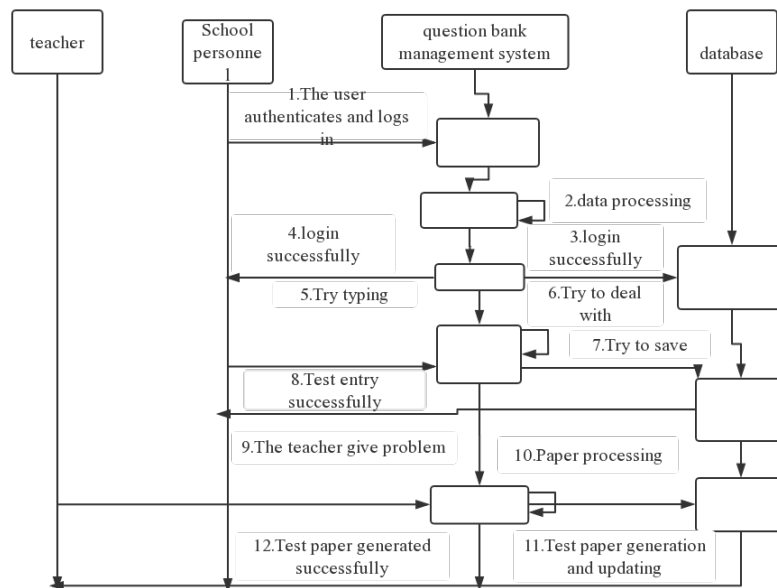 teacher
School
personne
l
question bank
management system
database
1.The user
authenticates and logs
in
2.data processing
4.login
successfully
3.login
successfully
5.Try typing
6.Try to deal
with
7.Try to save
8.Test entry
successfully
9.The teacher give problem
10.Paper processing
12.Test paper generated
successfully
11.Test paper generation
and updating